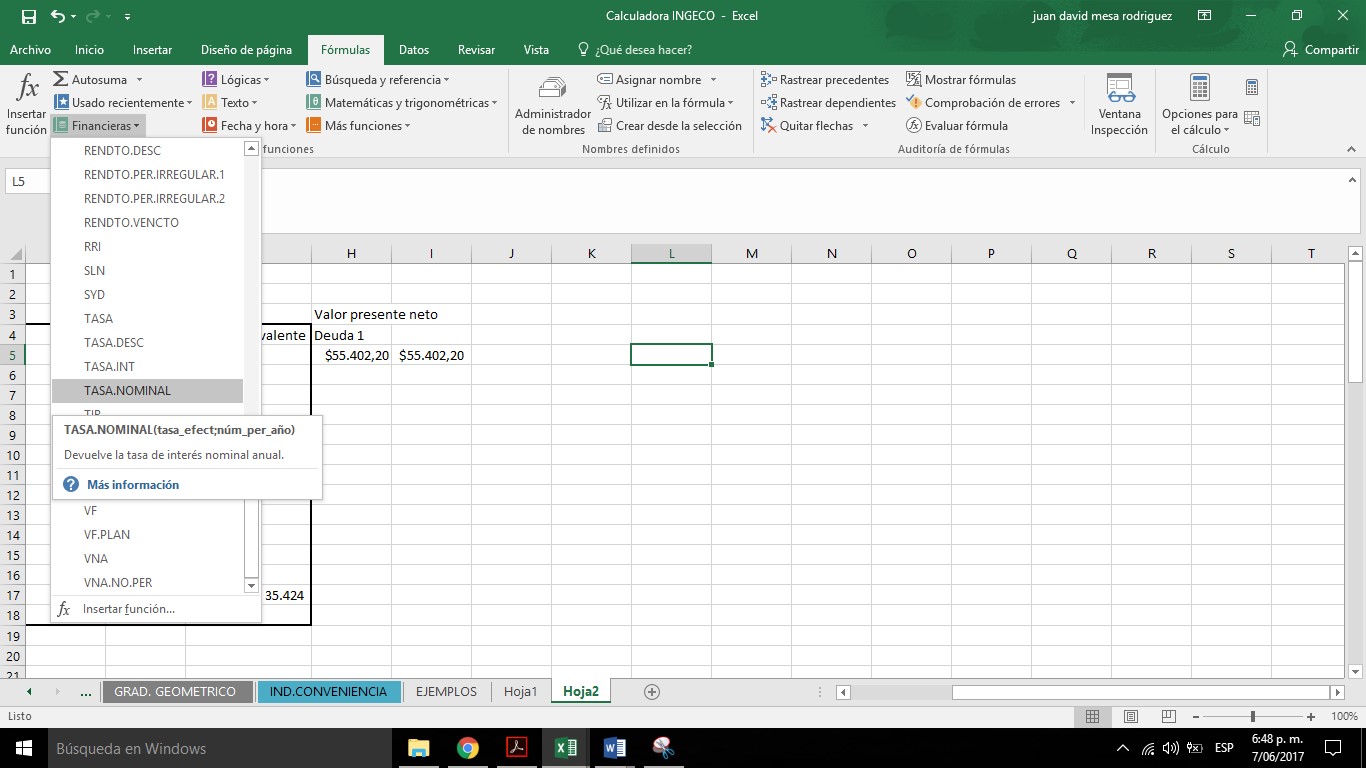 Calculadora INGECO - Excel
juan david mesa rodriguez
Archivo Inicio Insertar Diseño de página Fórmulas Datos Revisar Vista ¿Qué desea hacer? Compartir
fx Insertar función
Autosuma
Usado recientemente
Financieras
Lógicas
Texto
Fecha y hora
Búsqueda y referencia
Matemáticas y trigonométricas
Más funciones
funciones
Administrador de nombres
Asignar nombre
Utilizar en la fórmula
Crear desde la selección
Nombres definidos
Rastrear precedentes
Rastrear dependientes
Quitar flechas
Mostrar fórmulas
Comprobación de errores
Evaluar fórmula
Auditoría de fórmulas
Ventana Inspección
Opciones para el cálculo
Cálculo
L5
RENDTO.DESC
RENDTO.PER.IRREGULAR.1
RENDTO.PER.IRREGULAR.2
RENDTO.VENCTO
RRI
SLN
SYD
TASA
TASA.DESC
TASA.INT
TASA.NOMINAL
TIR
TASA.NOMINAL(tasa_efect;núm_per_año)
Devuelve la tasa de interés nominal anual.
? Más información
VF
VF.PLAN
VNA
VNA.NO.PER
fx Insertar función...
H I J K L M N O P Q R S T
1
2
3 Valor presente neto
4 valente Deuda 1
5 $55.402,20 $55.402,20
6
7
8
9
10
11
12
13
14
15
16
17 35.424
18
19
20
21
... GRAD. GEOMETRICO IND.CONVENIENCIA EJEMPLOS Hoja1 Hoja2
Listo
100%
Búsqueda en Windows
ESP
6:48 p. m.
7/06/2017